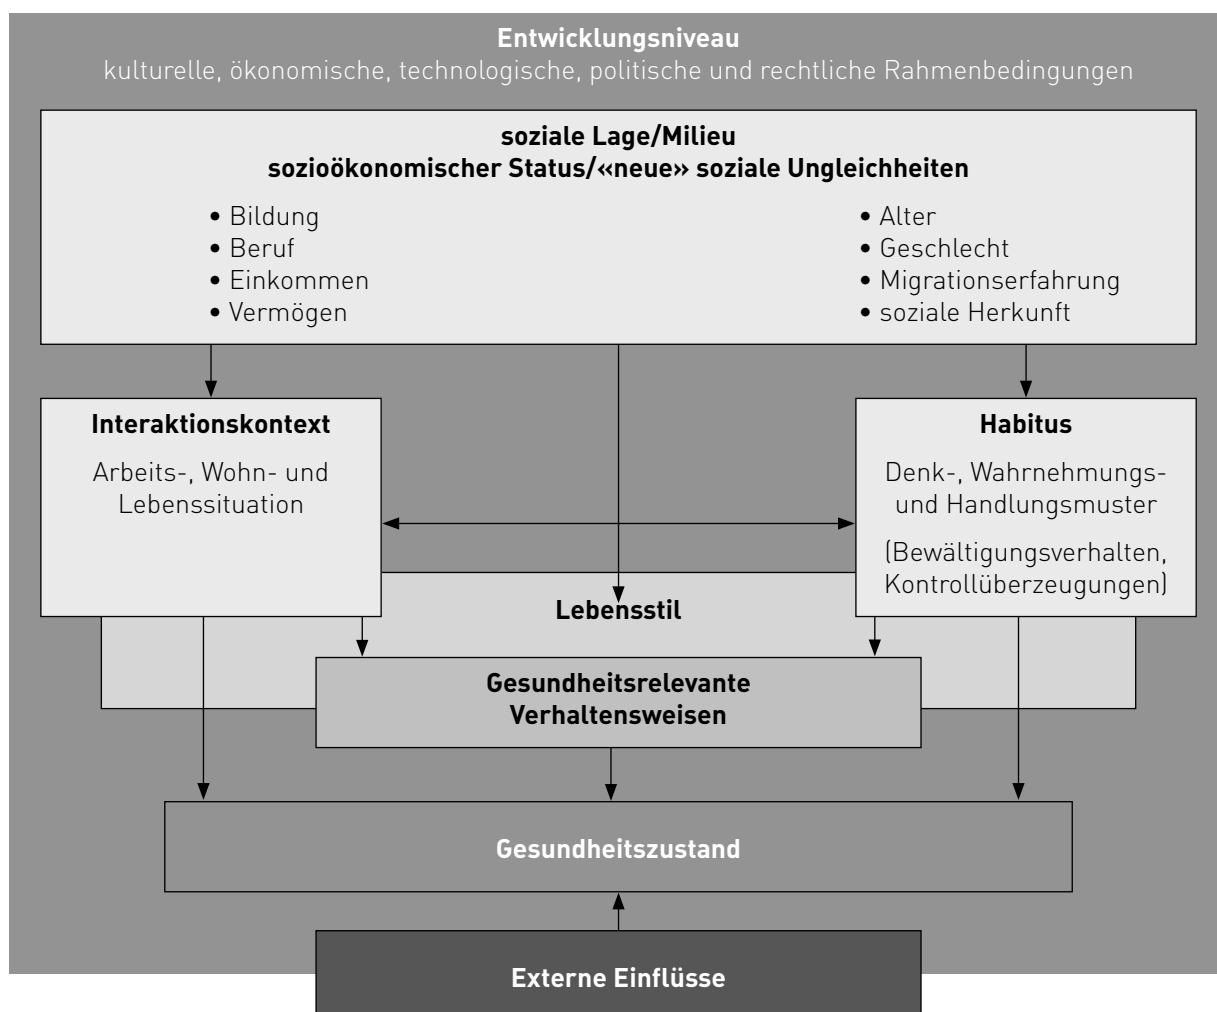 Entwicklungsniveau
kulturelle, ökonomische, technologische, politische und rechtliche Rahmenbedingungen
soziale Lage/Milieu
sozioökonomischer Status/«neue» soziale Ungleichheiten
• Bildung
• Beruf
• Einkommen
• Vermögen
• Alter
• Geschlecht
• Migrationserfahrung
• soziale Herkunft
Interaktionskontext
Arbeits-, Wohn- und
Lebenssituation
Habitus
Denk-, Wahrnehmungs-
und Handlungsmuster
(Bewältigungsverhalten,
Kontrollüberzeugungen)
Lebensstil
Gesundheitsrelevante
Verhaltensweisen
Gesundheitszustand
Externe Einflüsse